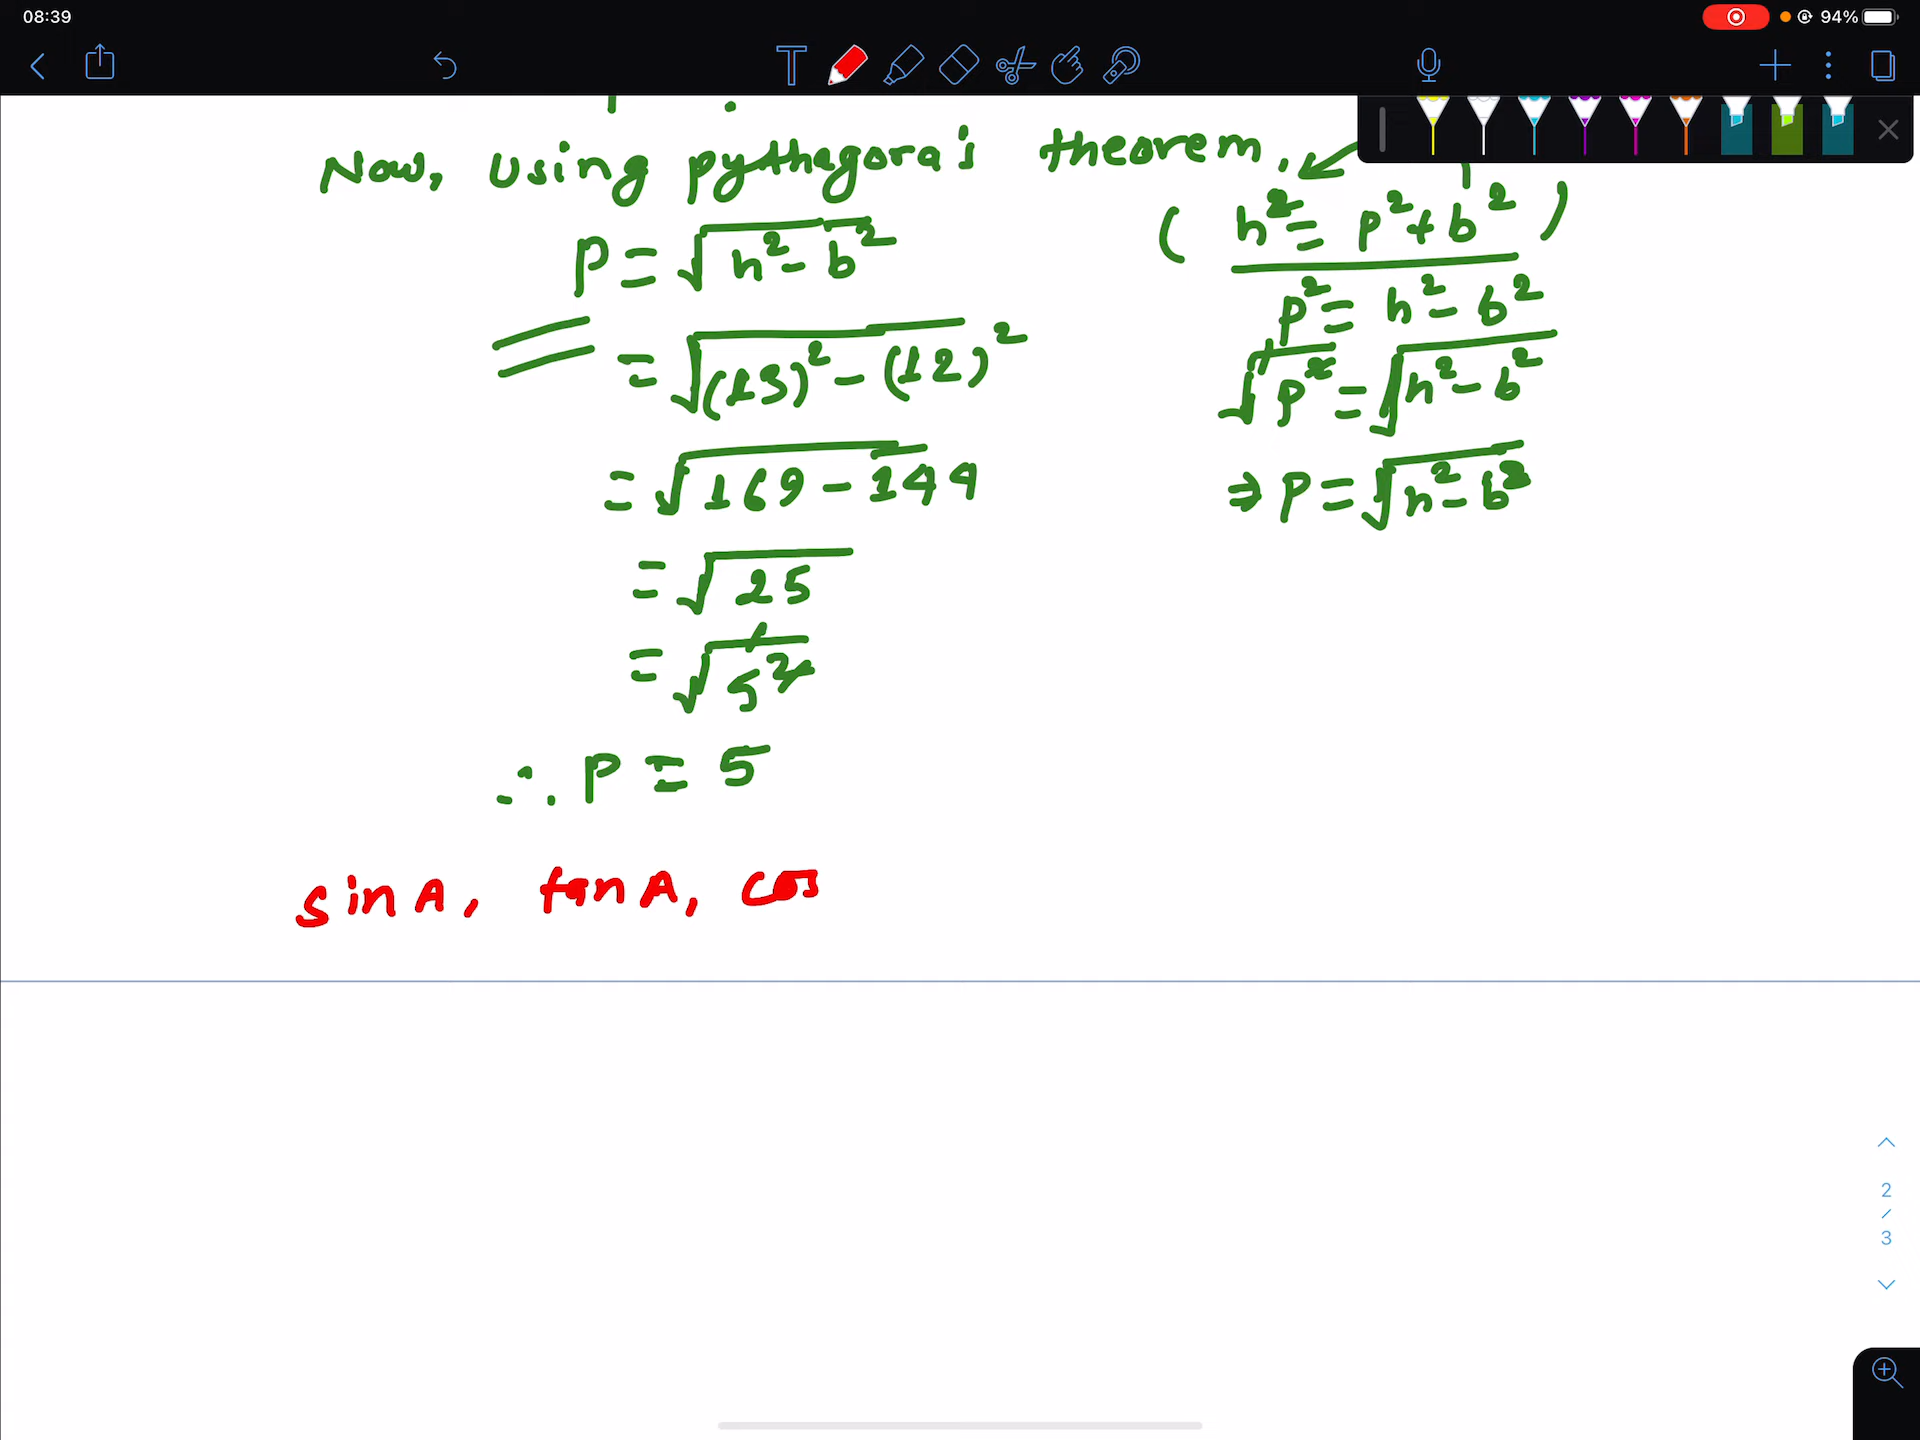 08:39
94%
Now, using pythagora's theorem,
P = √h² - b²
= √(13)² - (12)²
= √169 - 144
= √25
= √5²
∴ P = 5
( h² = p² + b² )
p² = h² - b²
√p² = √h² - b²
⇒ P = √h² - b²
sin A, tan A, cos
2
/
3